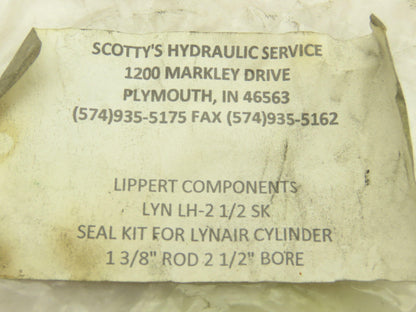 SCOTTY'S HYDRAULIC SERVICE
1200 MARKLEY DRIVE
PLYMOUTH, IN 46563
(574)935-5175 FAX (574)935-5162
LIPPERT COMPONENTS
LYN LH-2 1/2 SK
SEAL KIT FOR LYNAIR CYLINDER
1 3/8" ROD 2 1/2" BORE